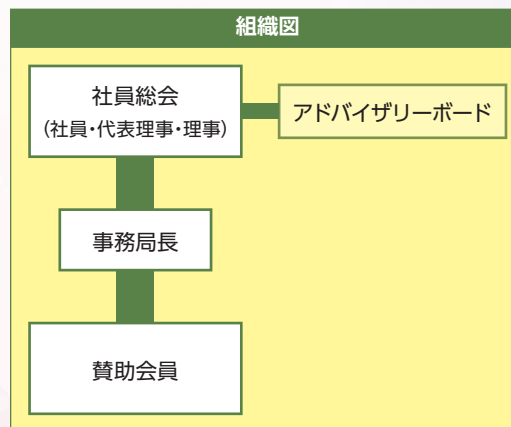 組織図
社員総会
（社員・代表理事・理事）
アドバイザリーボード
事務局長
賛助会員